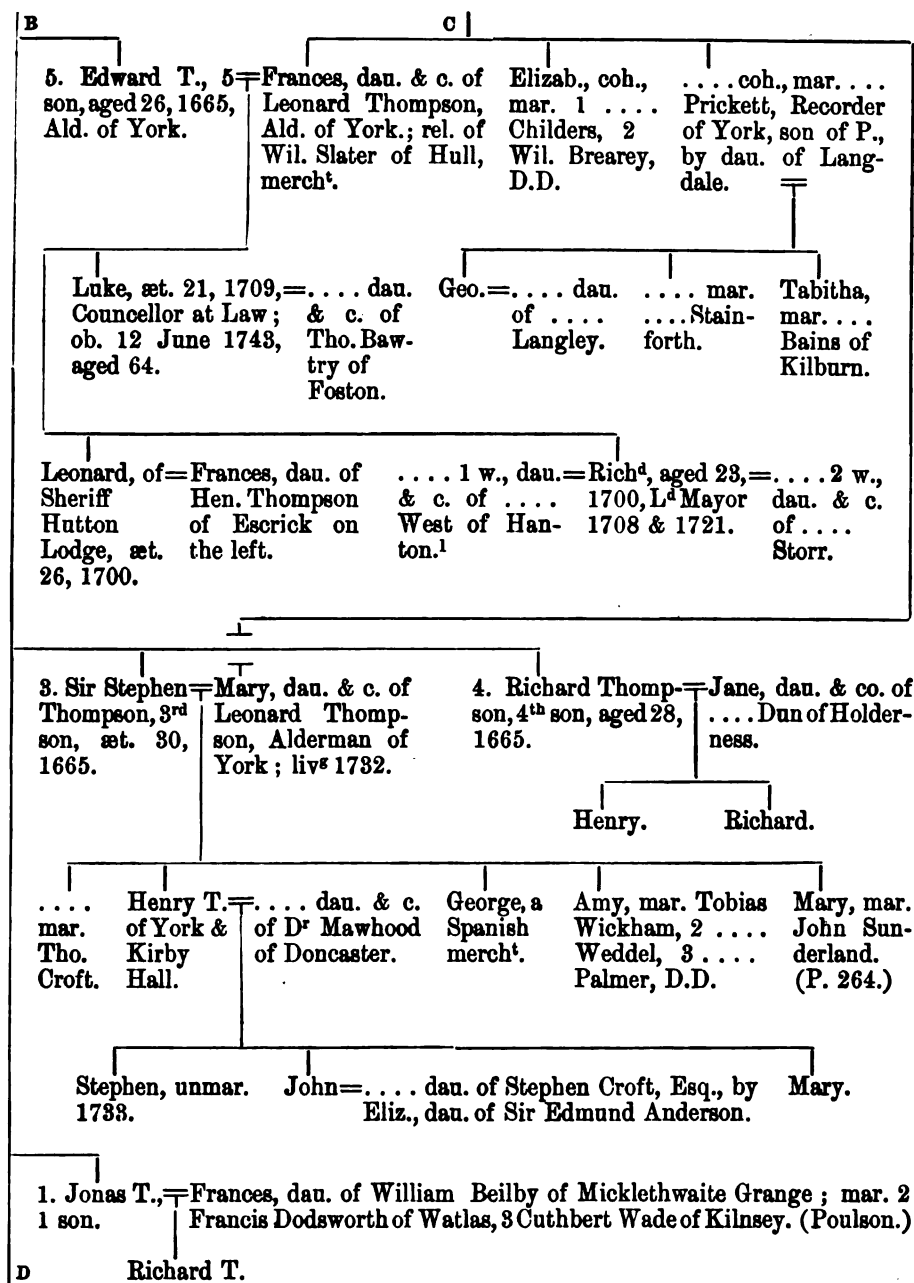 B
C
5. Edward T., 5
son, aged 26, 1665,
Ald. of York.
Frances, dau. & c. of
Leonard Thompson,
Ald. of York.; rel. of
Wil. Slater of Hull,
mercht.
Elizab., coh.,
mar. 1 ....
Childers, 2
Wil. Brearey,
D.D.
....coh., mar....
Prickett, Recorder
of York, son of P.,
by dau. of Lang-
dale.
Luke, æt. 21, 1709,=
Councellor at Law;
ob. 12 June 1743,
aged 64.
.... dau.
& c. of
Tho. Baw-
try of
Foston.
Geo.=.... dau.
of ....
Langley.
.... mar.
....Stain-
forth.
Tabitha,
mar....
Bains of
Kilburn.
Leonard, of=
Sheriff
Hutton
Lodge, æt.
26, 1700.
Frances, dau. of
Hen. Thompson
of Escrick on
the left.
.... 1 w., dau.=
& c. of ....
West of Han-
ton.1
Richd, aged 23,=
1700, Ld Mayor
1708 & 1721.
....2 w.,
dau. & c.
of ....
Storr.
3. Sir Stephen
Thompson, 3rd
son, æt. 30,
1665.
Mary, dau. & c. of
Leonard Thomp-
son, Alderman of
York; livg 1732.
4. Richard Thomp-
son, 4th son, aged 28,
1665.
Jane, dau. & co. of
....Dun of Holder-
ness.
Henry.
Richard.
....
mar.
Tho.
Croft.
Henry T.
of York &
Kirby
Hall.
.... dau. & c.
of Dr Mawhood
of Doncaster.
George, a
Spanish
mercht.
Amy, mar. Tobias
Wickham, 2 ....
Weddel, 3 ....
Palmer, D.D.
Mary, mar.
John Sun-
derland.
(P. 264.)
Stephen, unmar.
1733.
John=.... dau. of Stephen Croft, Esq., by
Eliz., dau. of Sir Edmund Anderson.
Mary.
1. Jonas T.,
1 son.
Frances, dau. of William Beilby of Micklethwaite Grange; mar. 2
Francis Dodsworth of Watlas, 3 Cuthbert Wade of Kilnsey. (Poulson.)
D
Richard T.